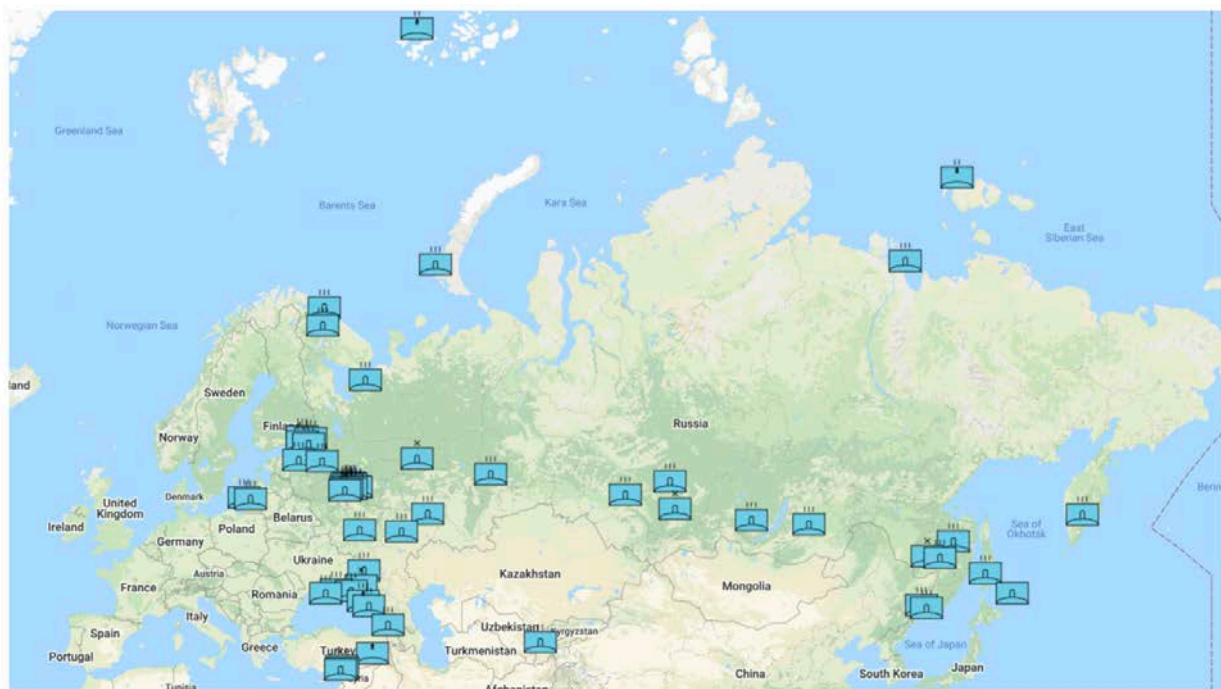 Greenland Sea
Barents Sea
Kara Sea
East
Siberian Sea
Norwegian Sea
Sweden
Finland
Norway
Russia
United
Kingdom
Denmark
Ireland
Belarus
Poland
Germany
Sea of
Okhotsk
Ukraine
Kazakhstan
Austria
France
Romania
Mongolia
Italy
Uzbekistan
Kyrgyzstan
Spain
Greece
Portugal
Turkey
Turkmenistan
Sea of Japan
China
South Korea
Japan